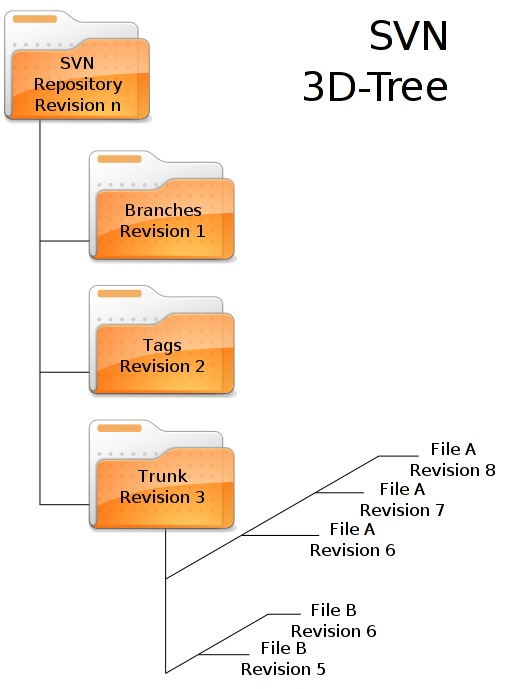 SVN
3D-Tree
SVN
Repository
Revision n
Branches
Revision 1
Tags
Revision 2
Trunk
Revision 3
File A
Revision 8
File A
Revision 7
File A
Revision 6
File B
Revision 6
File B
Revision 5